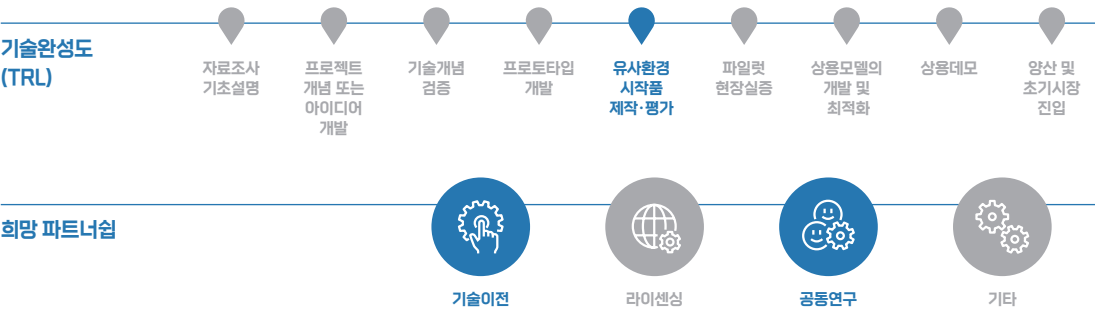 기술완성도
(TRL)
자료조사
기초설명
프로젝트
개념 또는
아이디어
개발
기술개념
검증
프로토타입
개발
유사환경
시작품
제작·평가
파일럿
현장실증
상용모델의
개발 및
최적화
상용데모
양산 및
초기시장
진입
희망 파트너쉽
기술이전
라이센싱
공동연구
기타